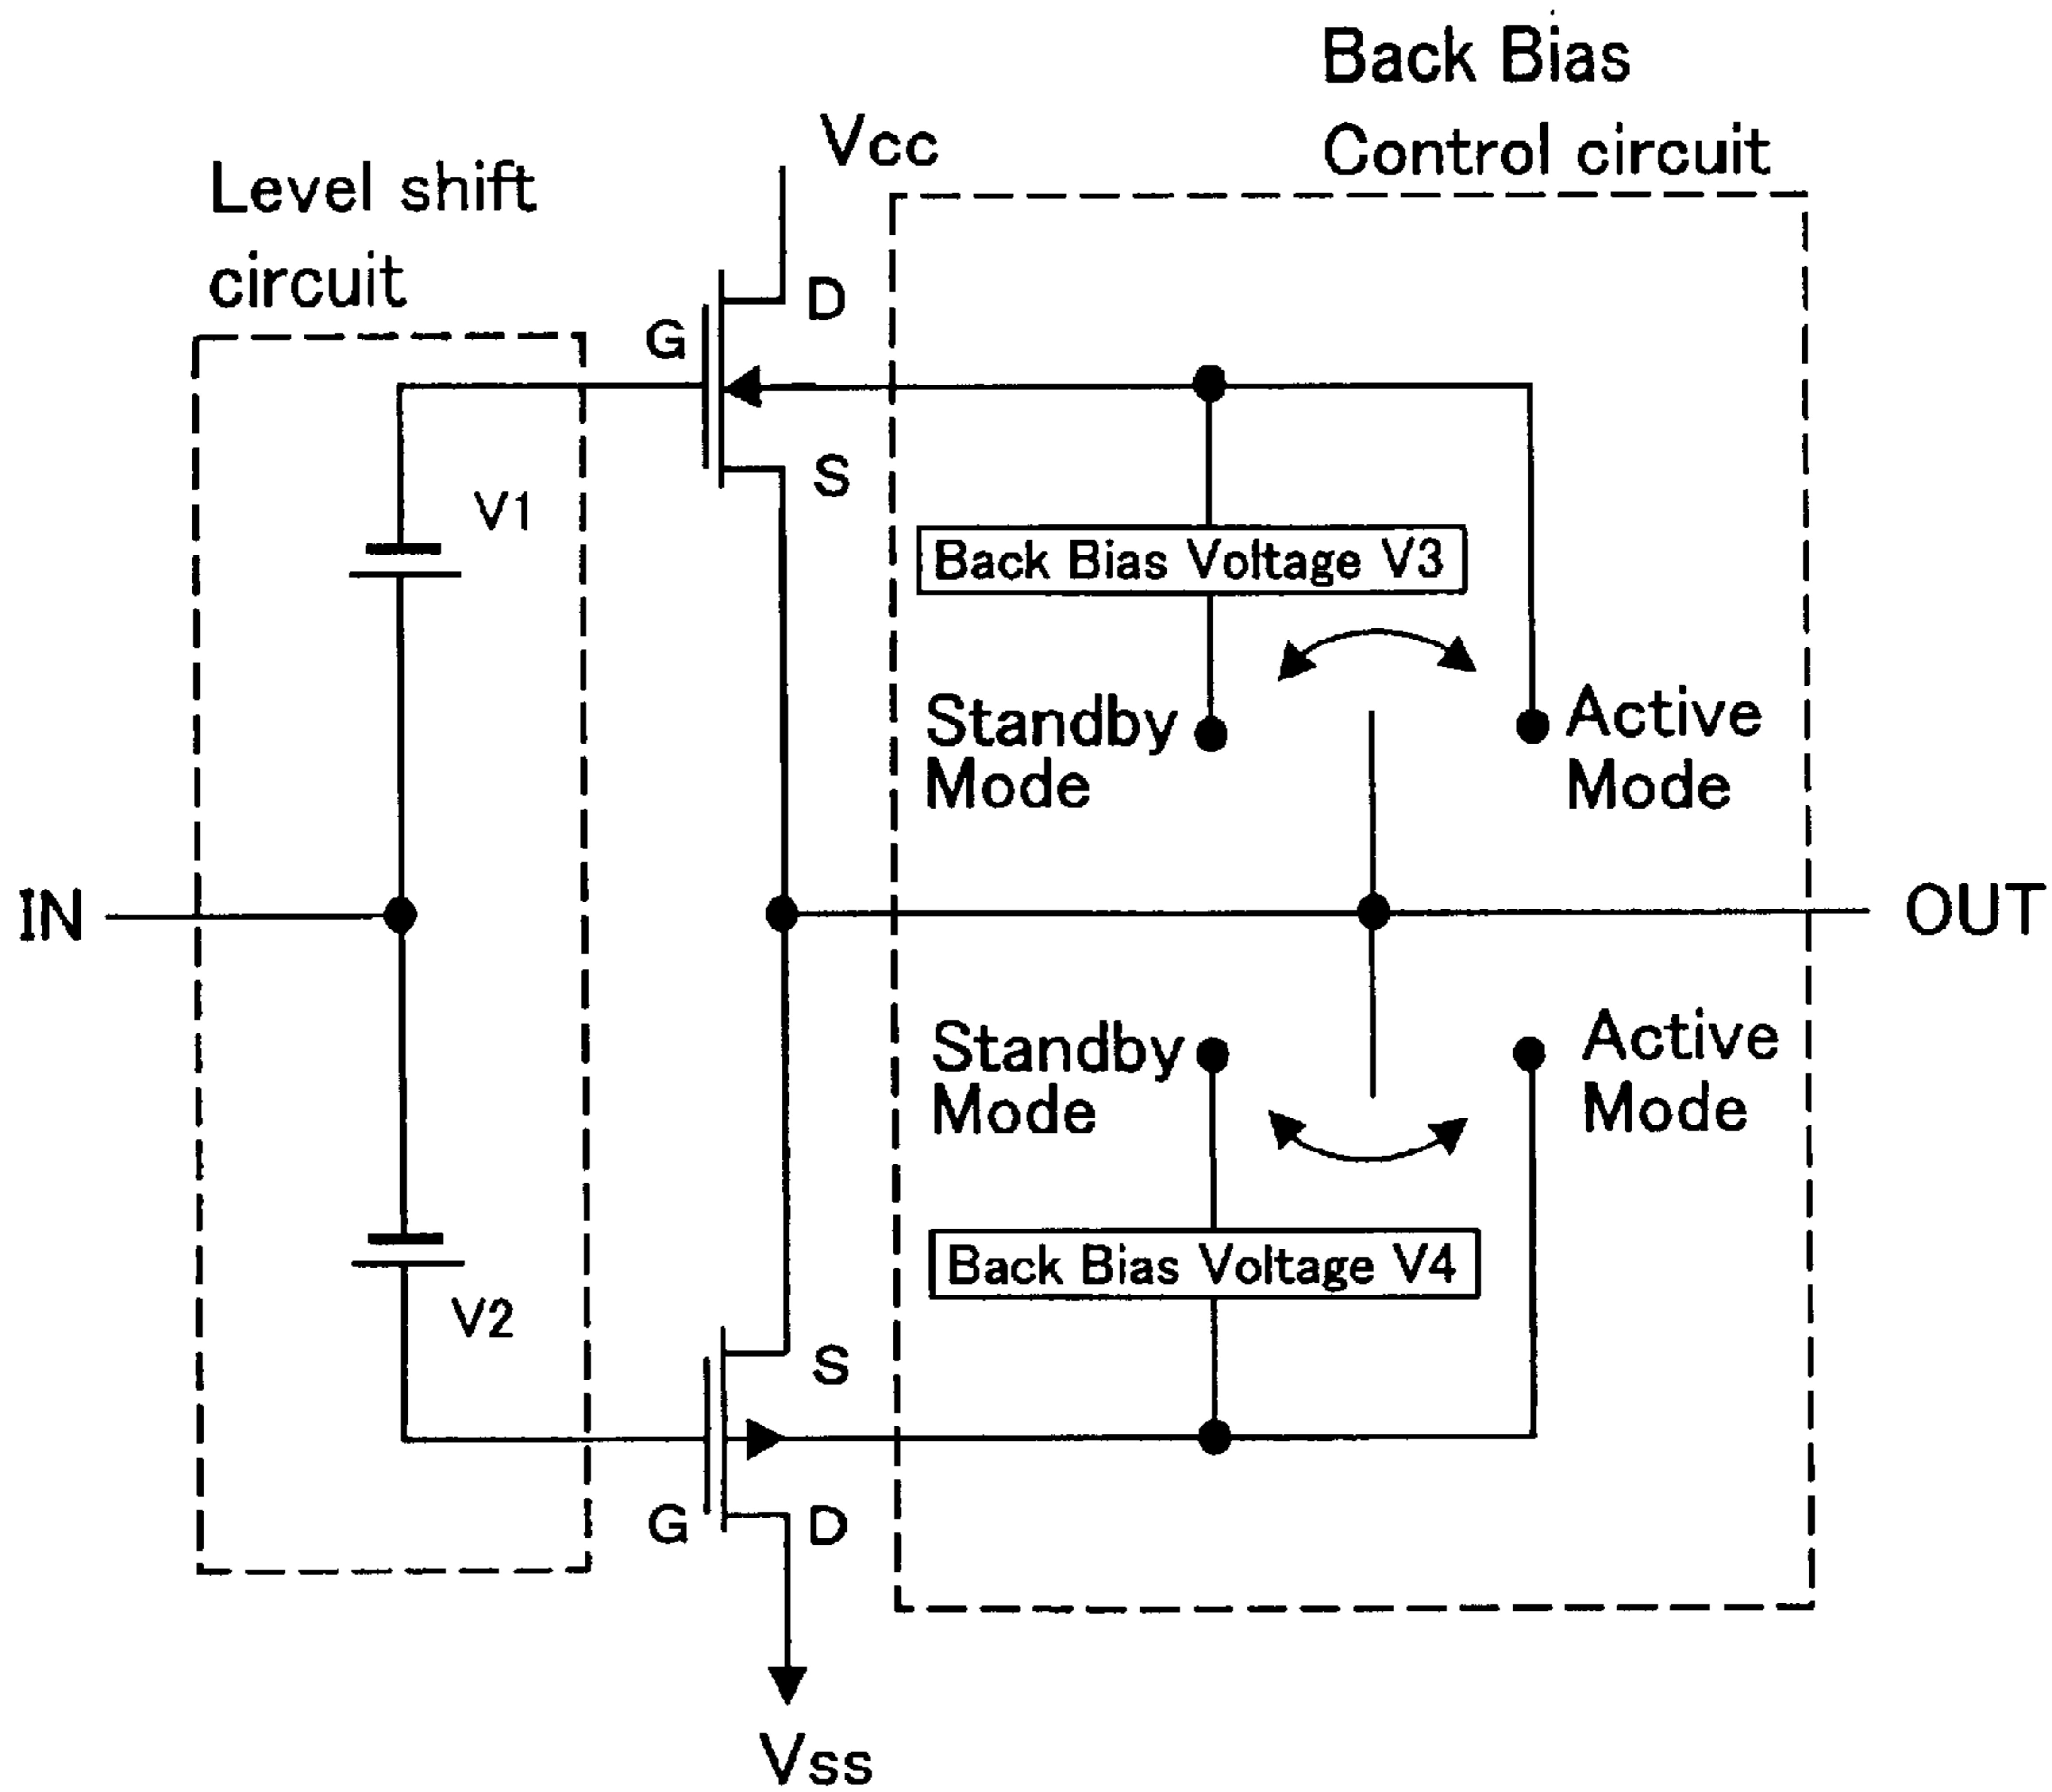 Back Bias
Control circuit
Vcc
Level shift
circuit
D
G
S
V1
Back Bias Voltage V3
Standby
Mode
Active
Mode
IN
OUT
Standby
Mode
Active
Mode
Back Bias Voltage V4
V2
S
G
D
Vss